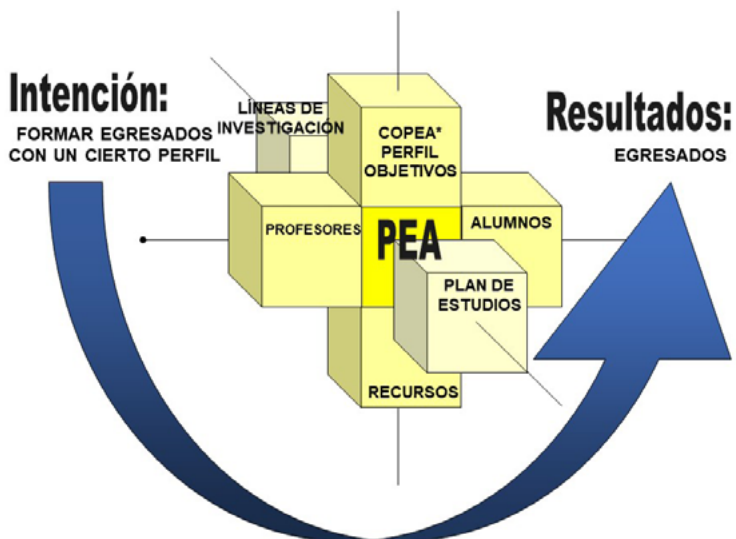 Intención:
FORMAR EGRESADOS
CON UN CIERTO PERFIL
LÍNEAS DE
INVESTIGACIÓN
COPEA*
PERFIL
OBJETIVOS
Resultados:
EGRESADOS
PROFESORES
PEA
ALUMNOS
PLAN DE
ESTUDIOS
RECURSOS